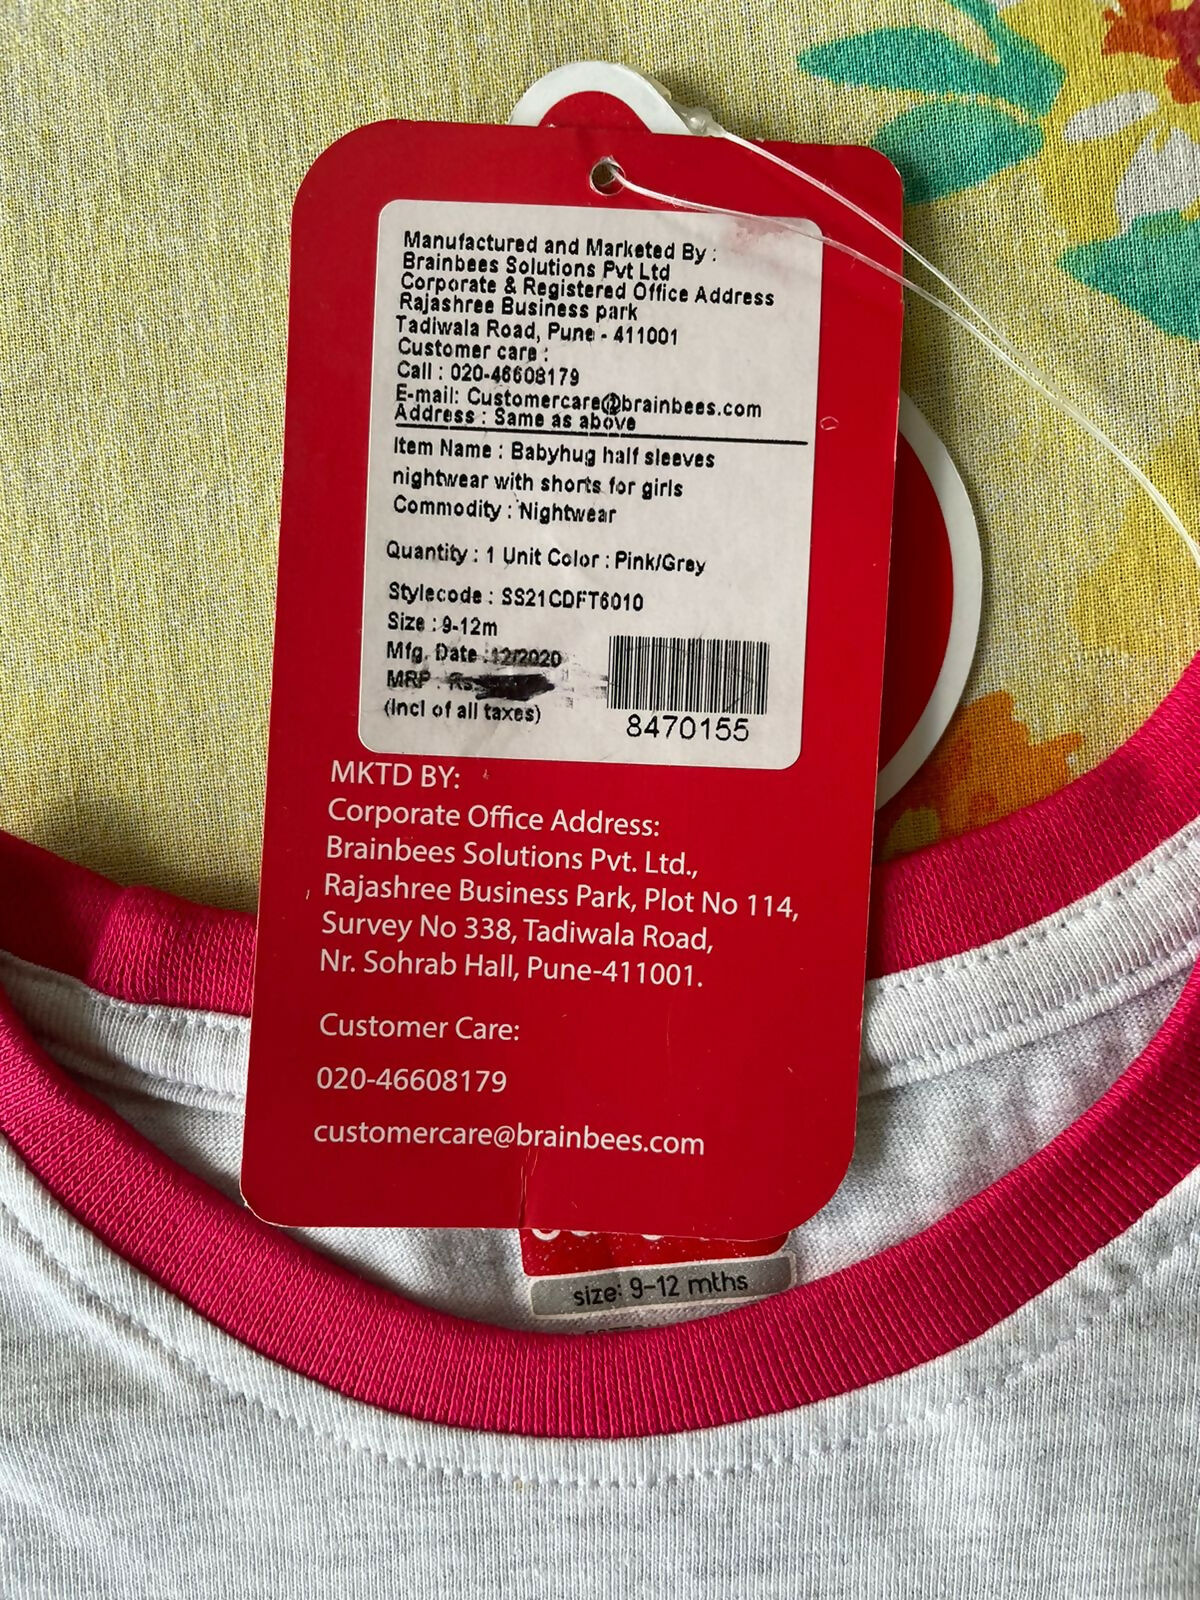 Manufactured and Marketed By :
Brainbees Solutions Pvt Ltd
Corporate & Registered Office Address
Rajashree Business park
Tadiwala Road, Pune - 411001
Customer care :
Call : 020-46608179
E-mail: Customercare@brainbees.com
Address : Same as above
Item Name : Babyhug half sleeves
nightwear with shorts for girls
Commodity : Nightwear
Quantity : 1 Unit Color : Pink/Grey
Stylecode : SS21CDFT6010
Size : 9-12m
Mfg. Date :12/2020
MRP : Rs.
(Incl of all taxes)
8470155
MKTD BY:
Corporate Office Address:
Brainbees Solutions Pvt. Ltd.,
Rajashree Business Park, Plot No 114,
Survey No 338, Tadiwala Road,
Nr. Sohrab Hall, Pune-411001.
Customer Care:
020-46608179
customercare@brainbees.com
size: 9-12 mths